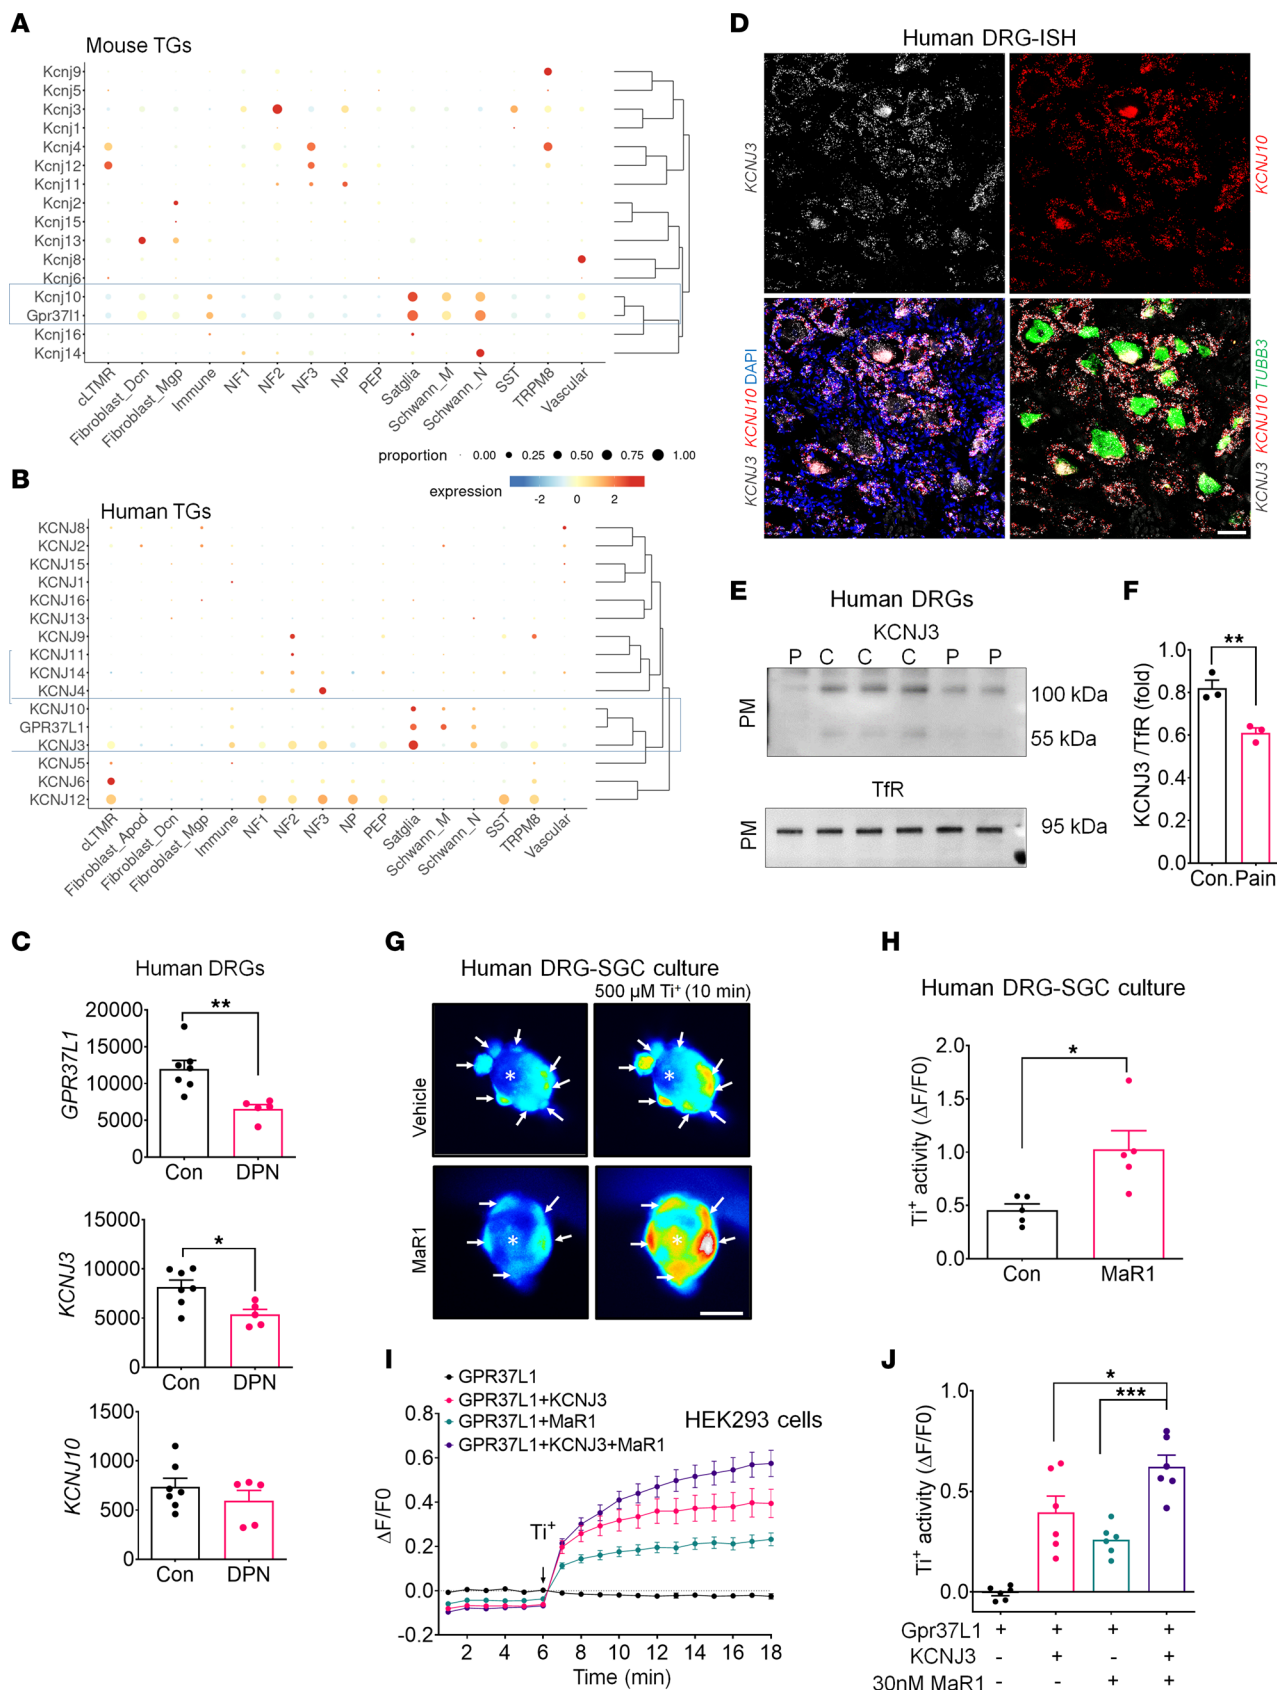 A
Mouse TGs
Kcnj9
Kcnj5
Kcnj3
Kcnj1
Kcnj4
Kcnj12
Kcnj11
Kcnj2
Kcnj15
Kcnj13
Kcnj8
Kcnj6
Kcnj10
Gpr37l1
Kcnj16
Kcnj14
cLTMR
Fibroblast_Dcn
Fibroblast_Mgp
Immune
NF1
NF2
NF3
NP
PEP
Satglia
Schwann_M
Schwann_N
SST
TRPM8
Vascular
proportion 0.00 0.25 0.50 0.75 1.00
expression
-2 0 2
B
Human TGs
KCNJ8
KCNJ2
KCNJ15
KCNJ1
KCNJ16
KCNJ13
KCNJ9
KCNJ11
KCNJ14
KCNJ4
KCNJ10
GPR37L1
KCNJ3
KCNJ5
KCNJ6
KCNJ12
cLTMR
Fibroblast_Apod
Fibroblast_Dcn
Fibroblast_Mgp
Immune
NF1
NF2
NF3
NP
PEP
Satglia
Schwann_M
Schwann_N
SST
TRPM8
Vascular
C
Human DRGs
GPR37L1
20000
15000
10000
5000
0
**
Con DPN
KCNJ3
15000
10000
5000
0
*
Con DPN
KCNJ10
1500
1000
500
0
Con DPN
D
Human DRG-ISH
KCNJ3
KCNJ10
KCNJ3 KCNJ10 DAPI
KCNJ3 KCNJ10 TUBB3
E
Human DRGs
KCNJ3
P C C C P P
PM
100 kDa
55 kDa
TfR
PM
95 kDa
F
KCNJ3 /TfR (fold)
1.0
0.8
0.6
0.4
0.2
0.0
**
Con. Pain
G
Human DRG-SGC culture
500 µM Ti+ (10 min)
Vehicle
*
*
MaR1
*
*
H
Human DRG-SGC culture
Ti+ activity (ΔF/F0)
2.0
1.5
1.0
0.5
0.0
*
Con MaR1
I
GPR37L1
GPR37L1+KCNJ3
GPR37L1+MaR1
GPR37L1+KCNJ3+MaR1
HEK293 cells
ΔF/F0
0.8
0.6
0.4
0.2
0.0
-0.2
Ti+
2 4 6 8 10 12 14 16 18
Time (min)
J
Ti+ activity (ΔF/F0)
1.0
0.5
0
*
***
Gpr37L1 + + + +
KCNJ3 - + - +
30nM MaR1 - - + +